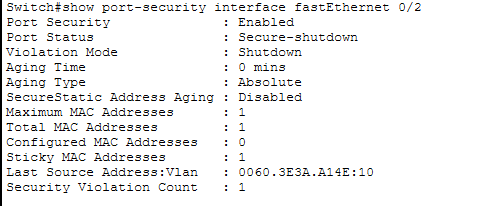 Switch#show port-security interface fastEthernet 0/2
Port Security              : Enabled
Port Status                : Secure-shutdown
Violation Mode             : Shutdown
Aging Time                 : 0 mins
Aging Type                 : Absolute
SecureStatic Address Aging : Disabled
Maximum MAC Addresses      : 1
Total MAC Addresses        : 1
Configured MAC Addresses   : 0
Sticky MAC Addresses       : 1
Last Source Address:Vlan   : 0060.3E3A.A14E:10
Security Violation Count   : 1